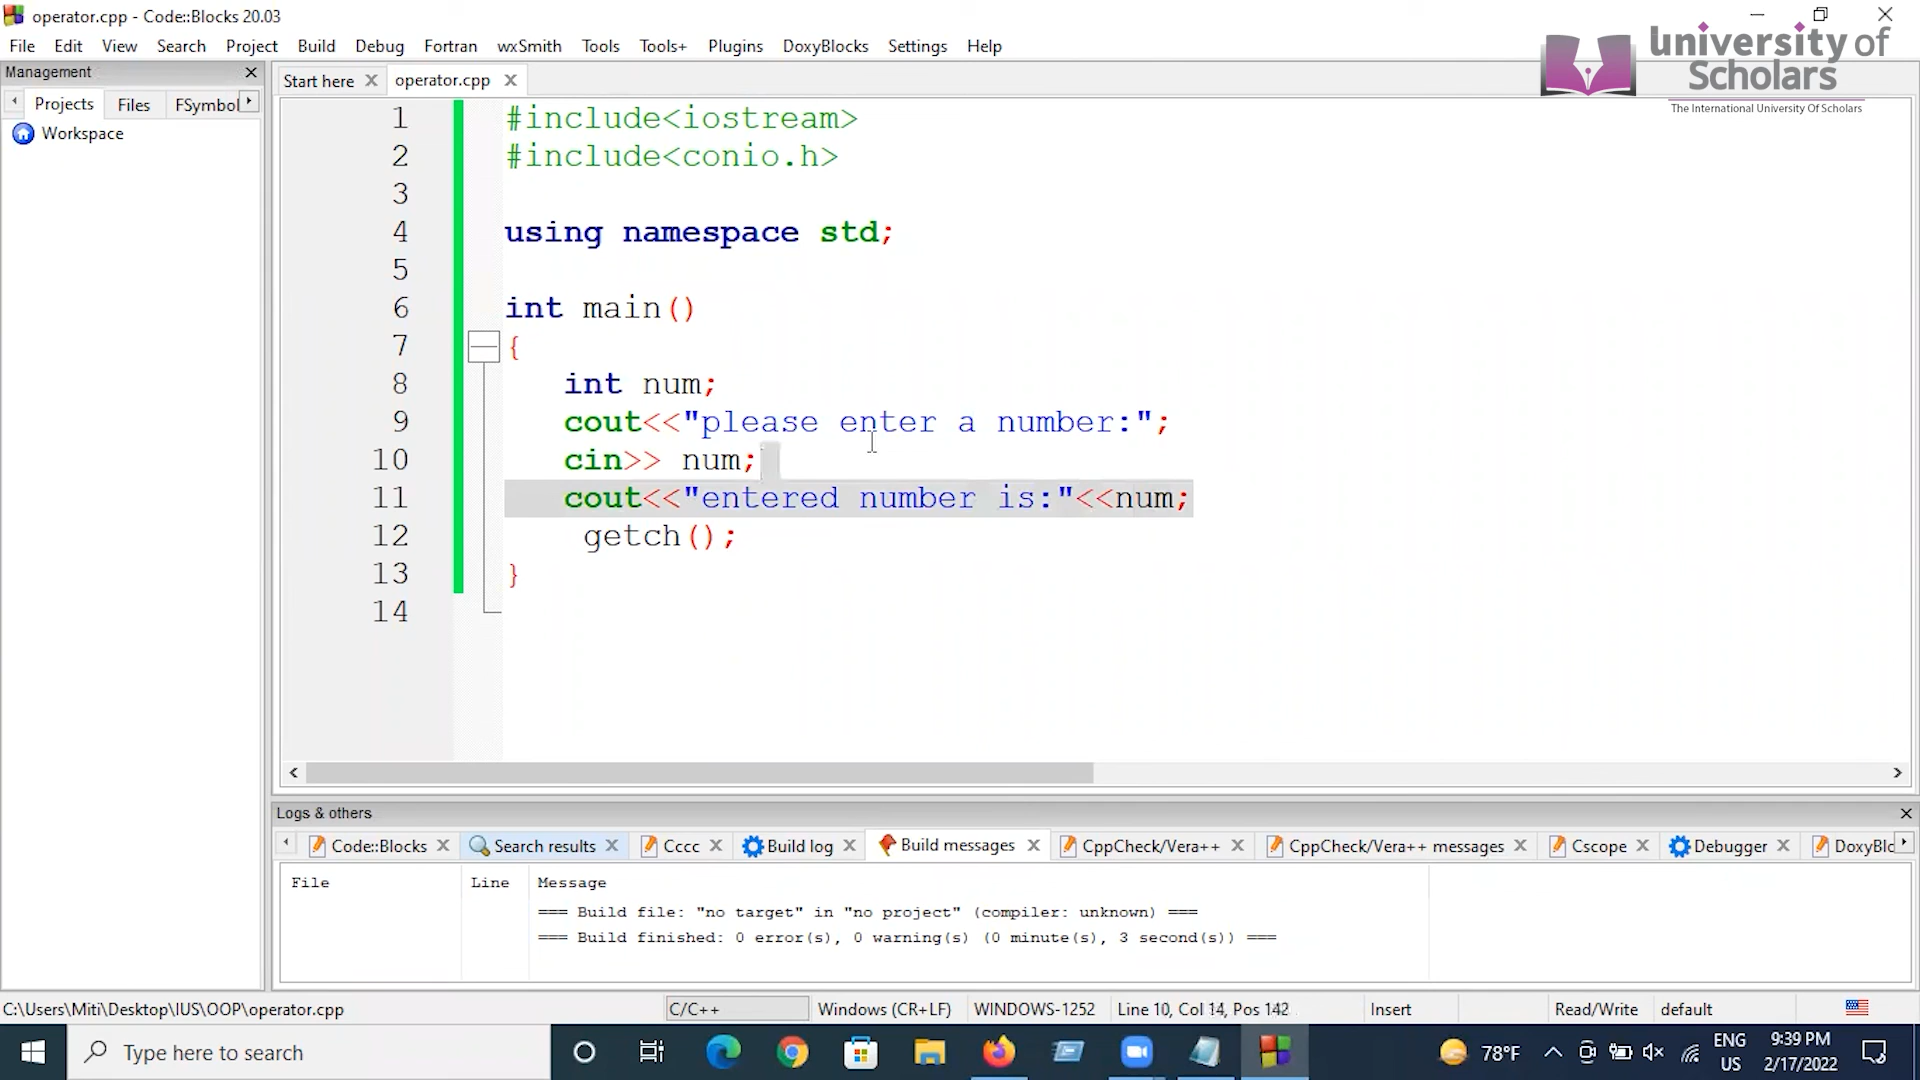 operator.cpp - Code::Blocks 20.03
File Edit View Search Project Build Debug Fortran wxSmith Tools Tools+ Plugins DoxyBlocks Settings Help
university of
Scholars
The International University Of Scholars
Management
Start here operator.cpp
Projects Files FSymbol
Workspace
1 #include<iostream>
2 #include<conio.h>
3
4 using namespace std;
5
6 int main()
7 {
8 int num;
9 cout<<"please enter a number:";
10 cin>> num;
11 cout<<"entered number is:"<<num;
12 getch();
13 }
14
Logs & others
Code::Blocks Search results Cccc Build log Build messages CppCheck/Vera++ CppCheck/Vera++ messages Cscope Debugger DoxyBlc
File Line Message
=== Build file: "no target" in "no project" (compiler: unknown) ===
=== Build finished: 0 error(s), 0 warning(s) (0 minute(s), 3 second(s)) ===
C:\Users\Miti\Desktop\IUS\OOP\operator.cpp C/C++ Windows (CR+LF) WINDOWS-1252 Line 10, Col 14, Pos 142 Insert Read/Write default
Type here to search 78°F ENG US 9:39 PM 2/17/2022